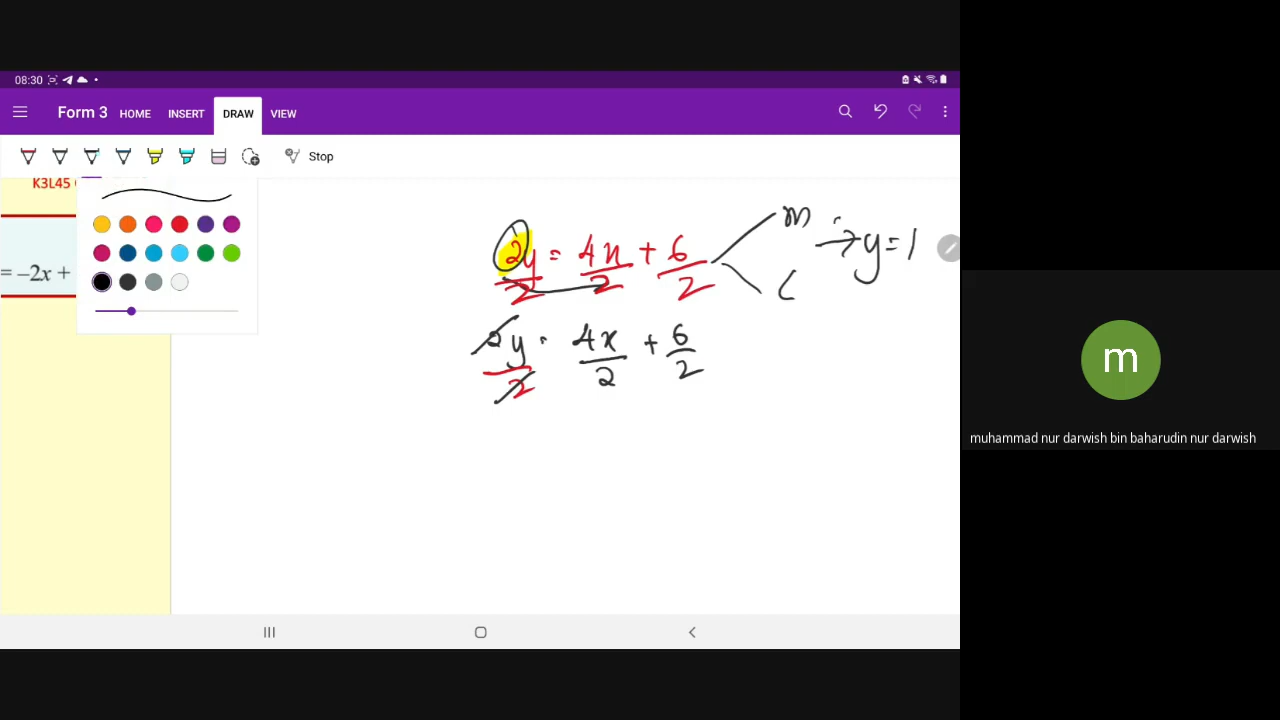 08:30
Form 3 HOME INSERT DRAW VIEW
Stop
K3L45
= –2x +
2y = 4x + 6 m → y = 1
2 2 2 c
2y = 4x + 6
2 2 2
m
muhammad nur darwish bin baharudin nur darwish